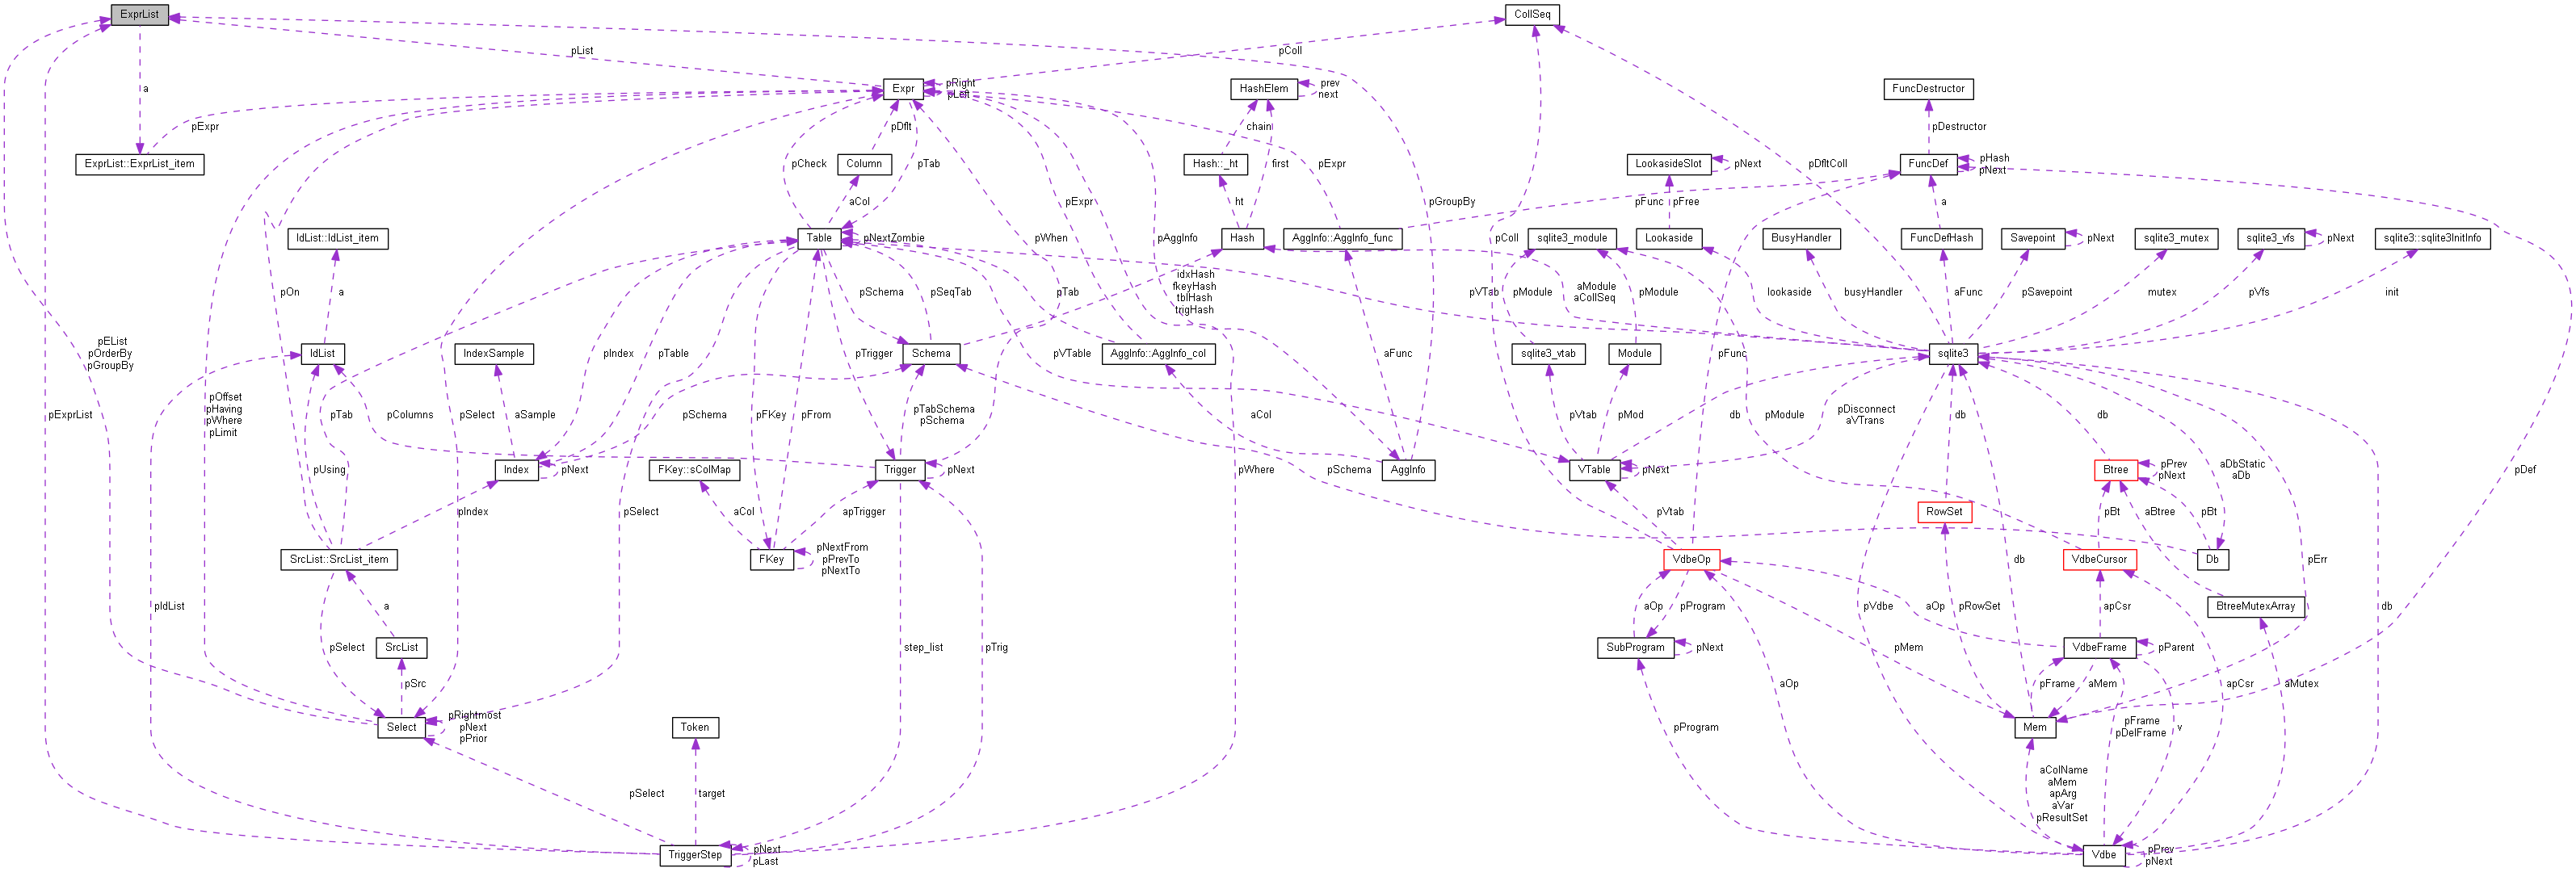 ExprList
CollSeq
pList
pColl
a
Expr
pRight
pLeft
HashElem
prev
next
FuncDestructor
pExpr
pDflt
chain
pDestructor
ExprList::ExprList_item
pCheck
Column
pTab
pExpr
Hash::_ht
first
LookasideSlot
pNext
pDfltColl
FuncDef
pHash
pNext
aCol
pExpr
pGroupBy
ht
pFunc
pFree
a
IdList::IdList_item
Table
pNextZombie
pWhen
pAggInfo
AggInfo::AggInfo_func
Hash
sqlite3_module
Lookaside
BusyHandler
FuncDefHash
Savepoint
pNext
sqlite3_mutex
sqlite3_vfs
pNext
sqlite3::sqlite3InitInfo
pOn
a
pSchema
pSeqTab
pTab
idxHash
fkeyHash
tblHash
trigHash
pColl
pVTab
pModule
pModule
aModule
aCollSeq
lookaside
busyHandler
aFunc
pSavepoint
mutex
pVfs
init
pEList
pOrderBy
pGroupBy
IdList
IndexSample
pIndex
pTable
pTrigger
Schema
pVTable
AggInfo::AggInfo_col
aFunc
sqlite3_vtab
Module
pFunc
sqlite3
pExprList
pOffset
pHaving
pWhere
pLimit
pTab
pColumns
pSelect
aSample
pSchema
pFKey
pFrom
pTabSchema
pSchema
aCol
pVtab
pMod
db
pModule
pDisconnect
aVTrans
db
db
aDbStatic
aDb
pDef
pUsing
Index
pNext
FKey::sColMap
Trigger
pNext
pWhere
pSchema
AggInfo
VTable
pNext
Btree
pPrev
pNext
pIndex
pSelect
aCol
apTrigger
pVtab
RowSet
pBt
aBtree
pBt
SrcList::SrcList_item
FKey
pNextFrom
pPrevTo
pNextTo
VdbeOp
db
VdbeCursor
Db
pErr
pIdList
a
aOp
pProgram
pVdbe
pRowSet
aOp
apCsr
BtreeMutexArray
db
pSelect
SrcList
step_list
pTrig
SubProgram
pNext
pMem
VdbeFrame
pParent
pSrc
aOp
pFrame
aMem
apCsr
aMutex
Select
pRightmost
pNext
pPrior
Token
pProgram
Mem
pFrame
pDelFrame
v
pSelect
target
aColName
aMem
apArg
aVar
pResultSet
TriggerStep
pNext
pLast
Vdbe
pPrev
pNext